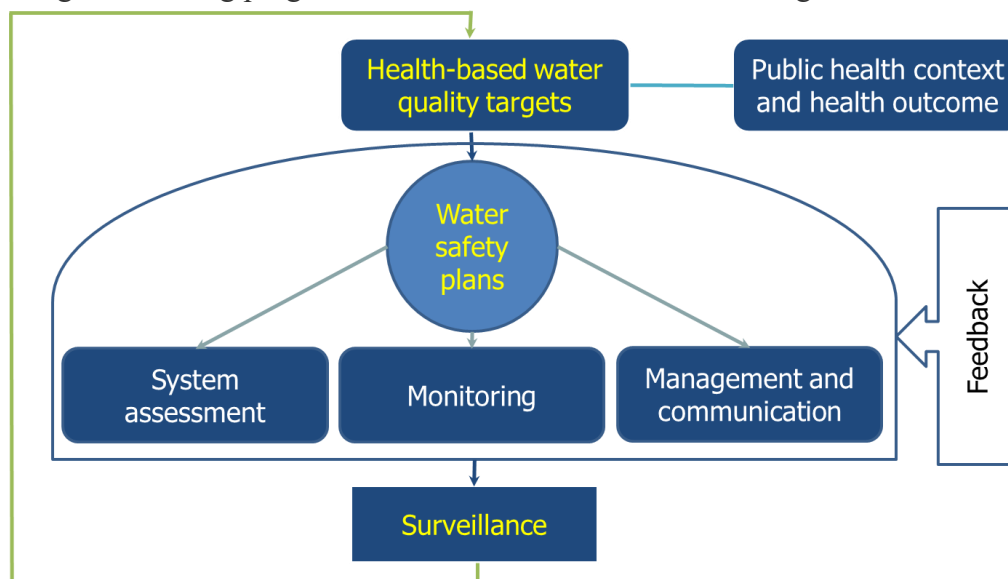 Health-based water
quality targets
Public health context
and health outcome
Water
safety
plans
System
assessment
Monitoring
Management and
communication
Feedback
Surveillance